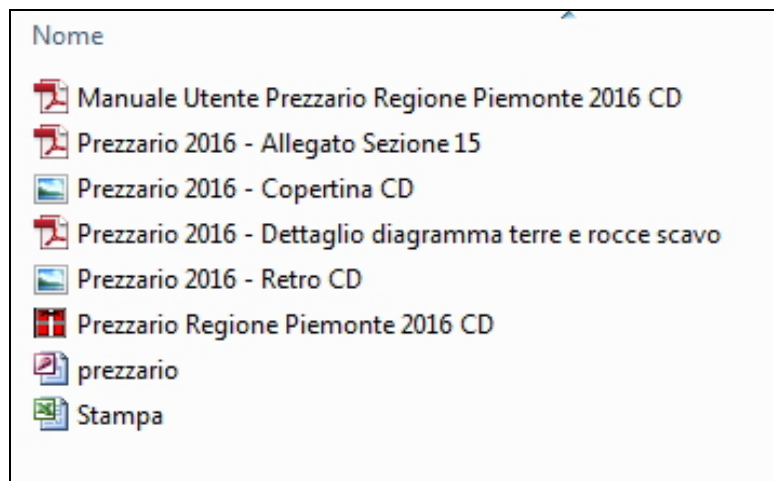 Nome
Manuale Utente Prezzario Regione Piemonte 2016 CD
Prezzario 2016 - Allegato Sezione 15
Prezzario 2016 - Copertina CD
Prezzario 2016 - Dettaglio diagramma terre e rocce scavo
Prezzario 2016 - Retro CD
Prezzario Regione Piemonte 2016 CD
prezzario
Stampa